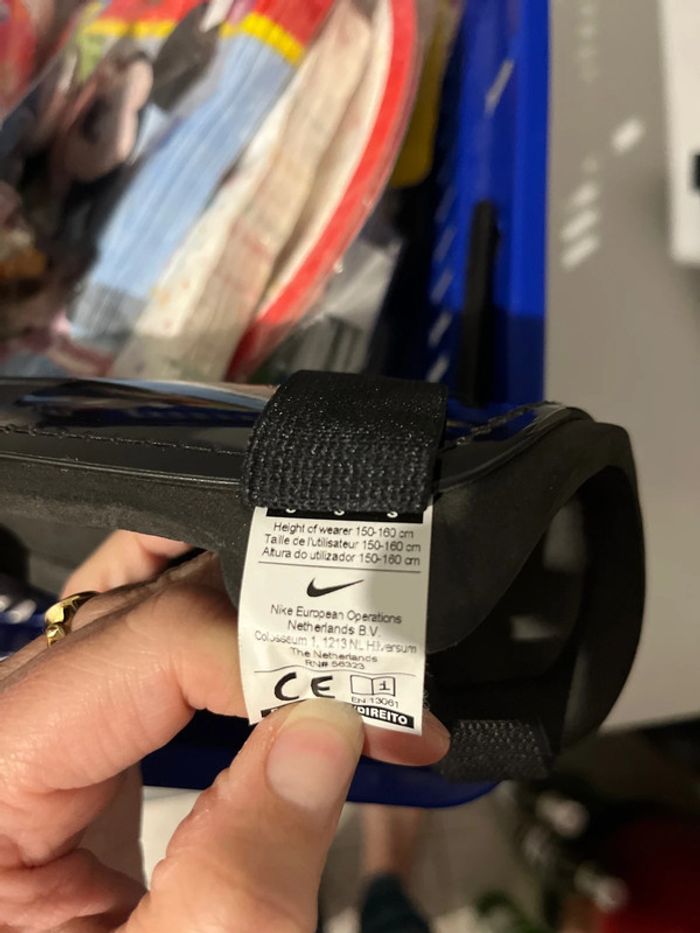 Height of wearer 150-160 cm
Taille de l'utilisateur 150-160 cm
Altura do utilizador 150-160 cm
Nike European Operations
Netherlands B.V.
Colosseum 1, 1213 NL Hilversum
The Netherlands
RN# 56323
CE
EN 13061
/DIREITO